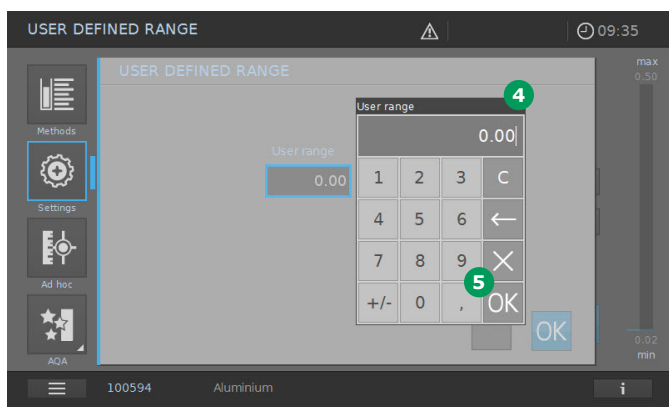 USER DEFINED RANGE
09:35
USER DEFINED RANGE
max
0.50
4
User range
0.00
Methods
User range
0.00
1 2 3 C
Settings
4 5 6 ←
7 8 9 X
Ad hoc
5
+/- 0 , OK
OK
0.02
min
AQA
100594 Aluminium
i